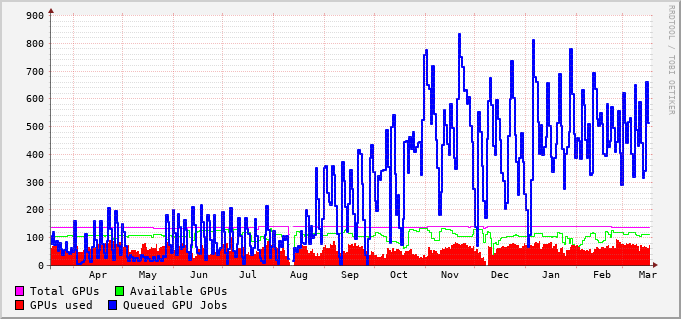 900
800
700
600
500
400
300
200
100
0
Apr May Jun Jul Aug Sep Oct Nov Dec Jan Feb Mar
Total GPUs Available GPUs
GPUs used Queued GPU Jobs
RRDTOOL / TOBI OETIKER